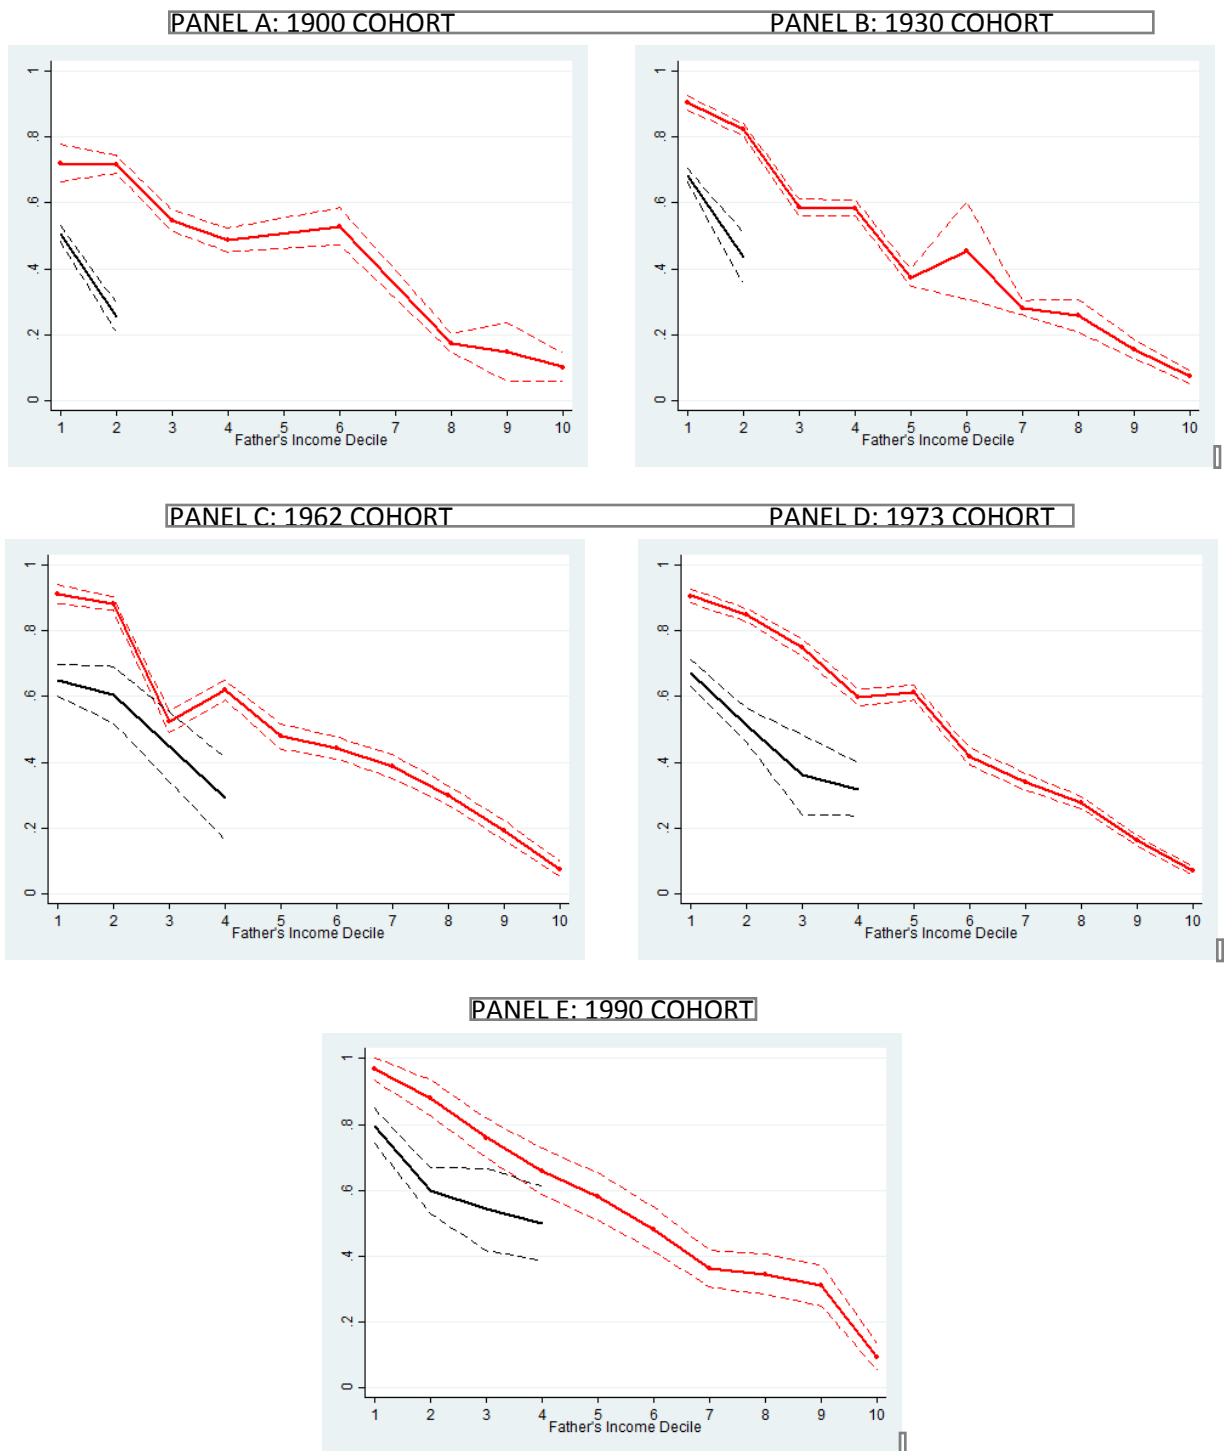 PANEL A: 1900 COHORT PANEL B: 1930 COHORT
1
.8
.6
.4
.2
0
1 2 3 4 5 6 7 8 9 10
Father's Income Decile
1
.8
.6
.4
.2
0
1 2 3 4 5 6 7 8 9 10
Father's Income Decile
PANEL C: 1962 COHORT PANEL D: 1973 COHORT
1
.8
.6
.4
.2
0
1 2 3 4 5 6 7 8 9 10
Father's Income Decile
1
.8
.6
.4
.2
0
1 2 3 4 5 6 7 8 9 10
Father's Income Decile
PANEL E: 1990 COHORT
1
.8
.6
.4
.2
0
1 2 3 4 5 6 7 8 9 10
Father's Income Decile